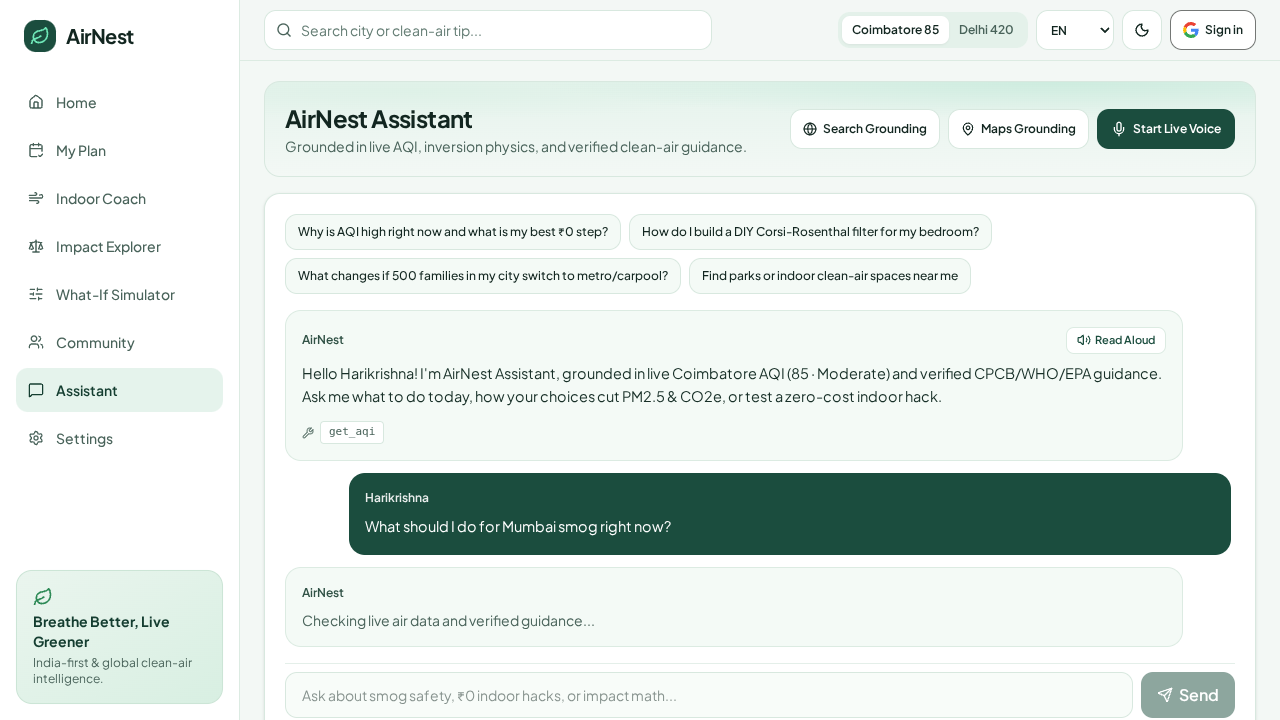 AirNest
Search city or clean-air tip...
Coimbatore 85
Delhi 420
EN
Sign in
Home
My Plan
Indoor Coach
Impact Explorer
What-If Simulator
Community
Assistant
Settings
Breathe Better, Live
Greener
India-first & global clean-air
intelligence.
AirNest Assistant
Grounded in live AQI, inversion physics, and verified clean-air guidance.
Search Grounding
Maps Grounding
Start Live Voice
Why is AQI high right now and what is my best ₹0 step?
How do I build a DIY Corsi-Rosenthal filter for my bedroom?
What changes if 500 families in my city switch to metro/carpool?
Find parks or indoor clean-air spaces near me
AirNest
Read Aloud
Hello Harikrishna! I'm AirNest Assistant, grounded in live Coimbatore AQI (85 · Moderate) and verified CPCB/WHO/EPA guidance.
Ask me what to do today, how your choices cut PM2.5 & CO2e, or test a zero-cost indoor hack.
get_aqi
Harikrishna
What should I do for Mumbai smog right now?
AirNest
Checking live air data and verified guidance...
Ask about smog safety, ₹0 indoor hacks, or impact math...
Send